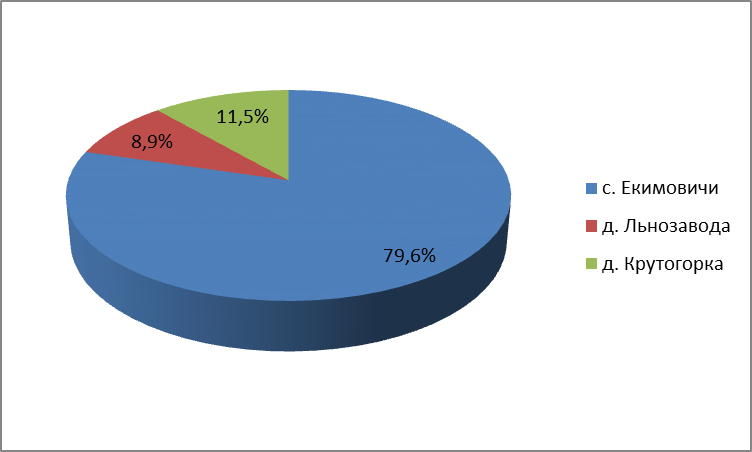 11,5%
8,9%
79,6%
с. Екимовичи
д. Льнозавода
д. Крутогорка